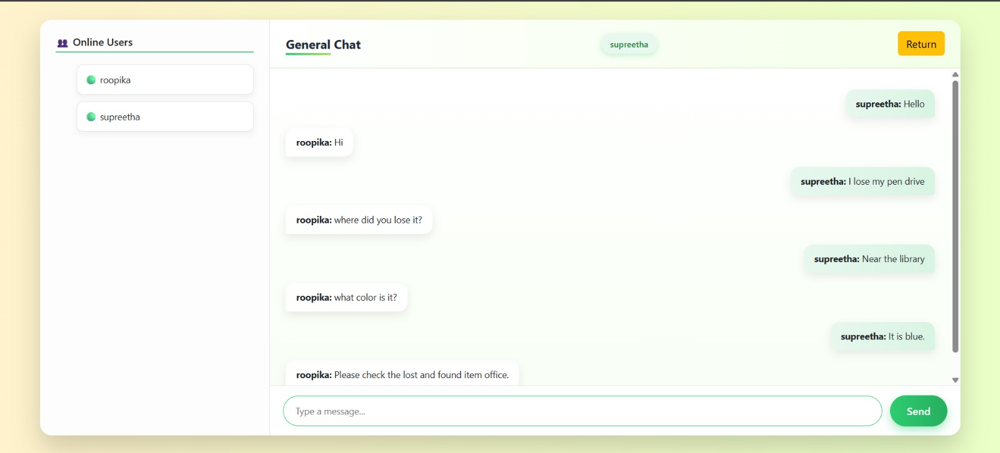 Online Users
roopika
supreetha
General Chat
supreetha
Return
supreetha: Hello
roopika: Hi
supreetha: I lose my pen drive
roopika: where did you lose it?
supreetha: Near the library
roopika: what color is it?
supreetha: It is blue.
roopika: Please check the lost and found item office.
Type a message...
Send